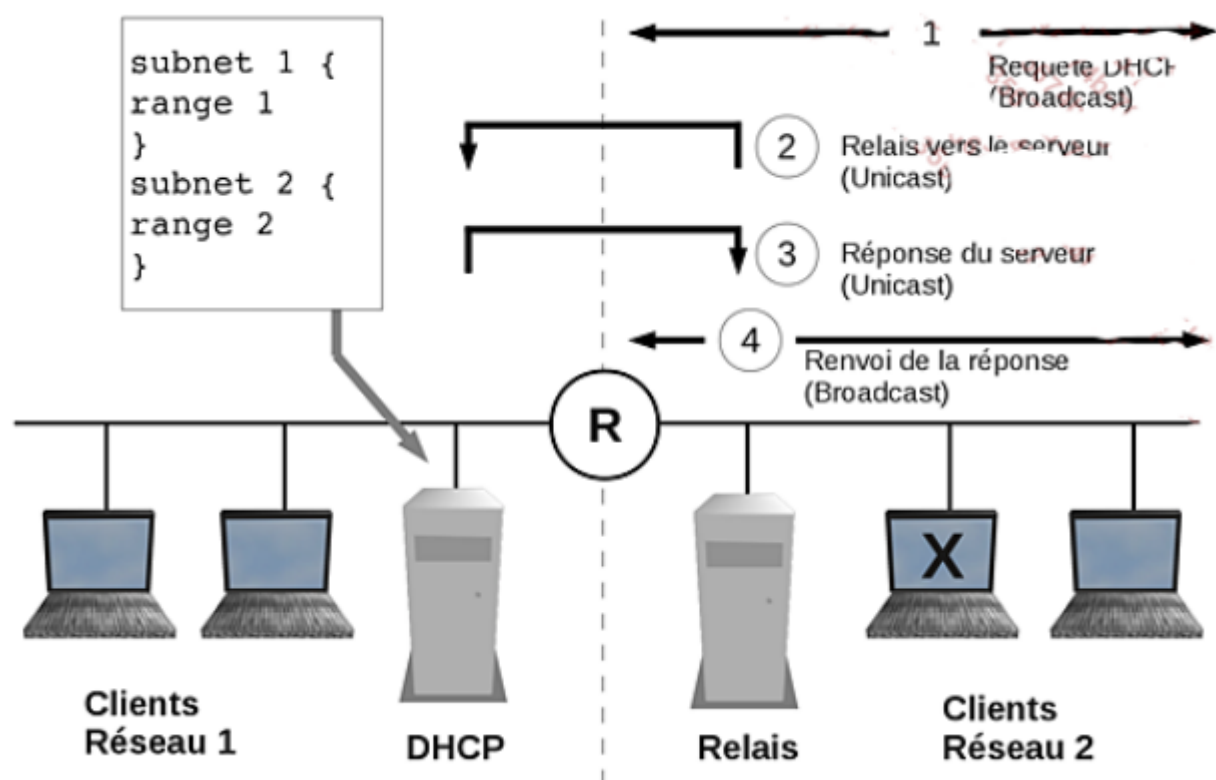 subnet 1 {
range 1
}
subnet 2 {
range 2
}
1
Requete DHCP
(Broadcast)
2
Relais vers le serveur
(Unicast)
3
Réponse du serveur
(Unicast)
4
Renvoi de la réponse
(Broadcast)
R
X
Clients
Réseau 1
DHCP
Relais
Clients
Réseau 2